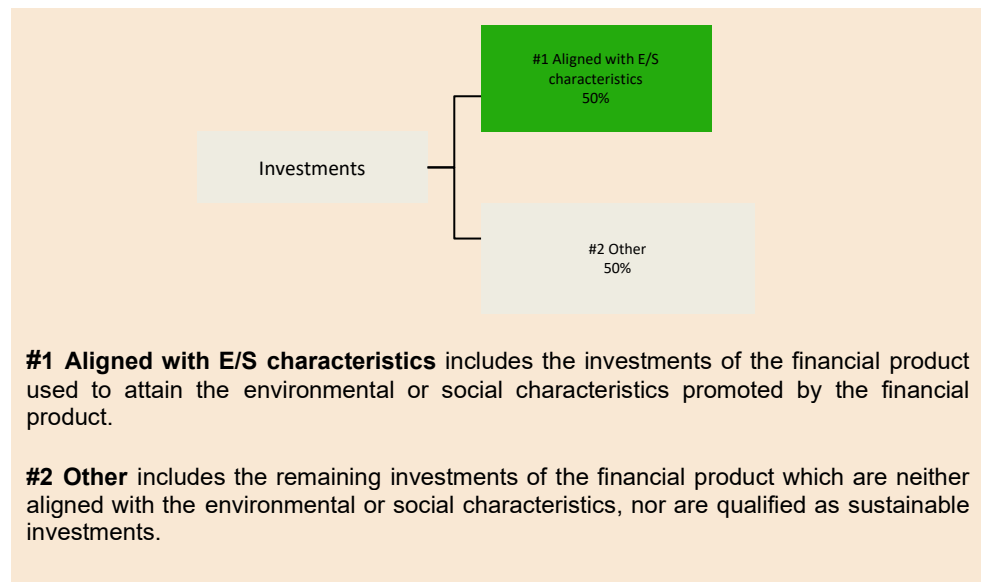 #1 Aligned with E/S
characteristics
50%
Investments
#2 Other
50%
#1 Aligned with E/S characteristics includes the investments of the financial product
used to attain the environmental or social characteristics promoted by the financial
product.
#2 Other includes the remaining investments of the financial product which are neither
aligned with the environmental or social characteristics, nor are qualified as sustainable
investments.